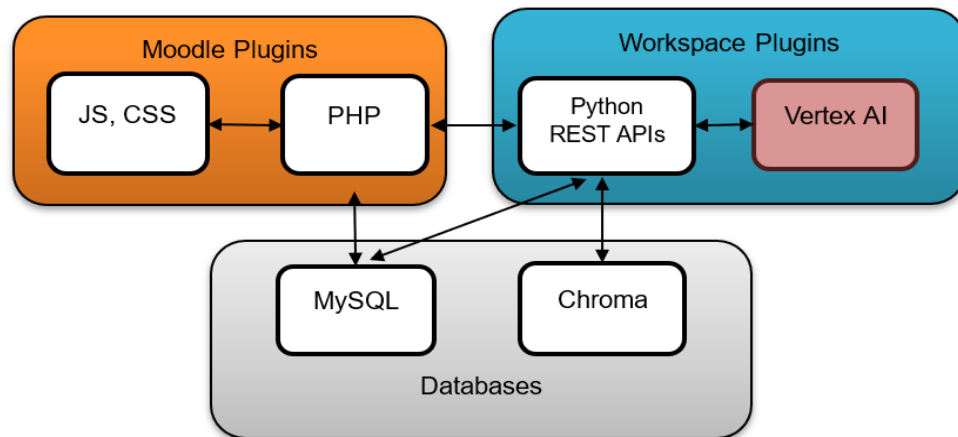 Moodle Plugins
JS, CSS
PHP
Workspace Plugins
Python
REST APIs
Vertex AI
MySQL
Chroma
Databases